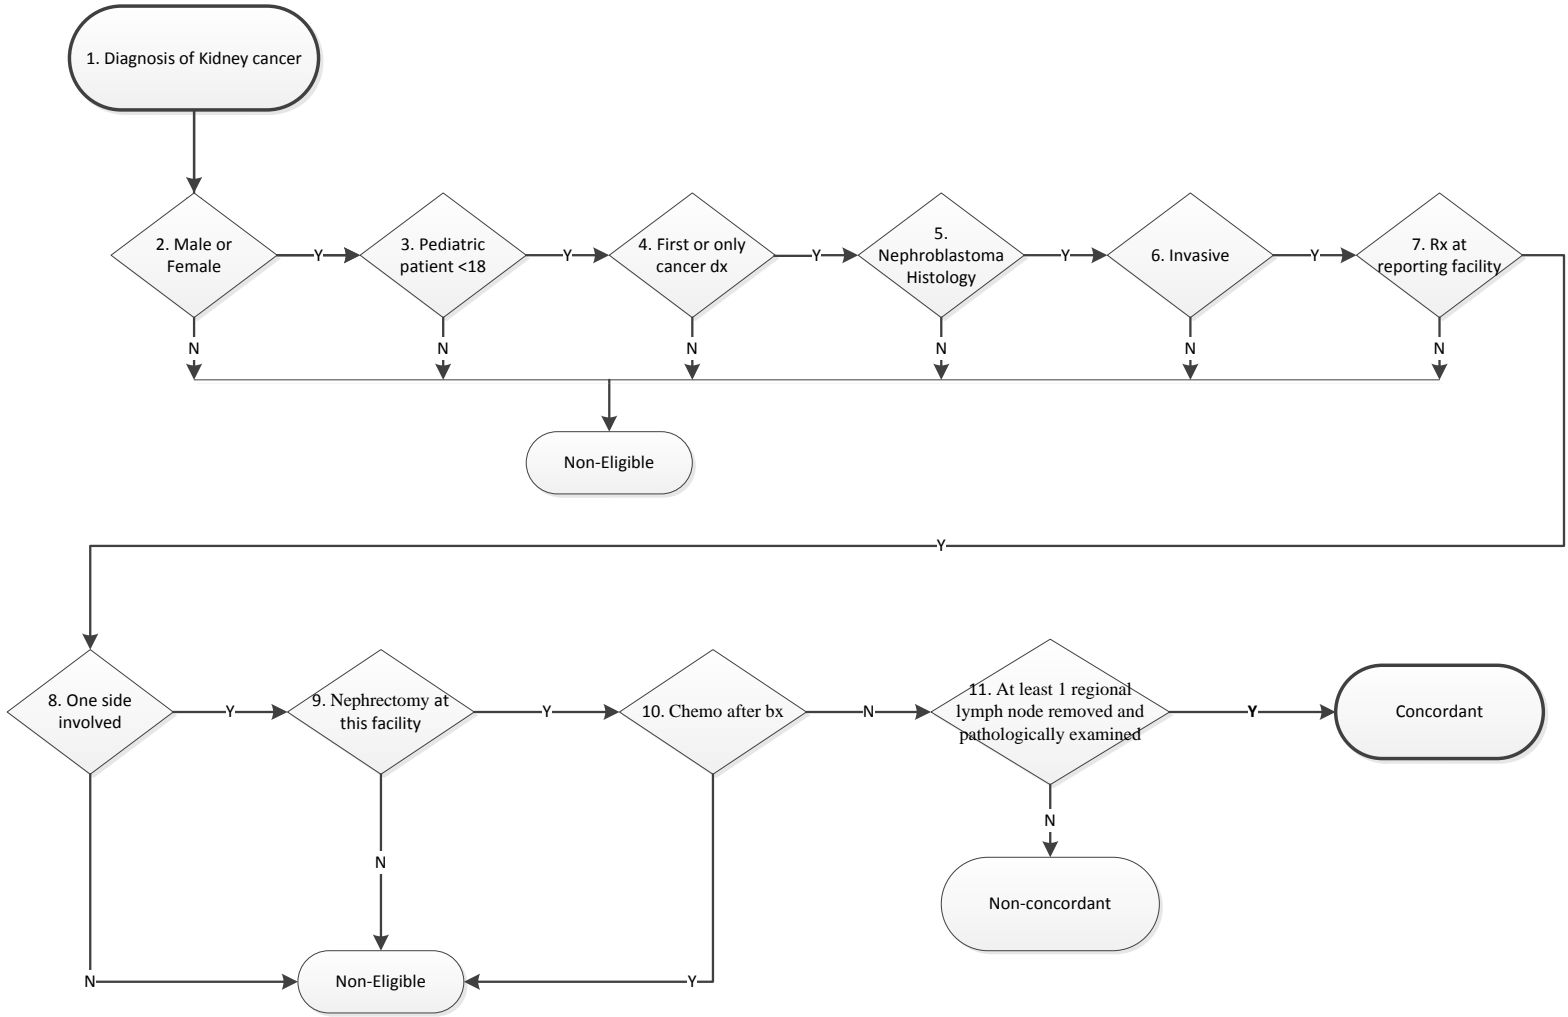 1. Diagnosis of Kidney cancer
2. Male or
Female
Y
3. Pediatric
patient <18
Y
4. First or only
cancer dx
Y
5.
Nephroblastoma
Histology
Y
6. Invasive
Y
7. Rx at
reporting facility
N
N
N
N
N
N
Non-Eligible
Y
8. One side
involved
Y
9. Nephrectomy at
this facility
Y
10. Chemo after bx
N
11. At least 1 regional
lymph node removed and
pathologically examined
Y
Concordant
N
N
Non-concordant
N
Non-Eligible
Y